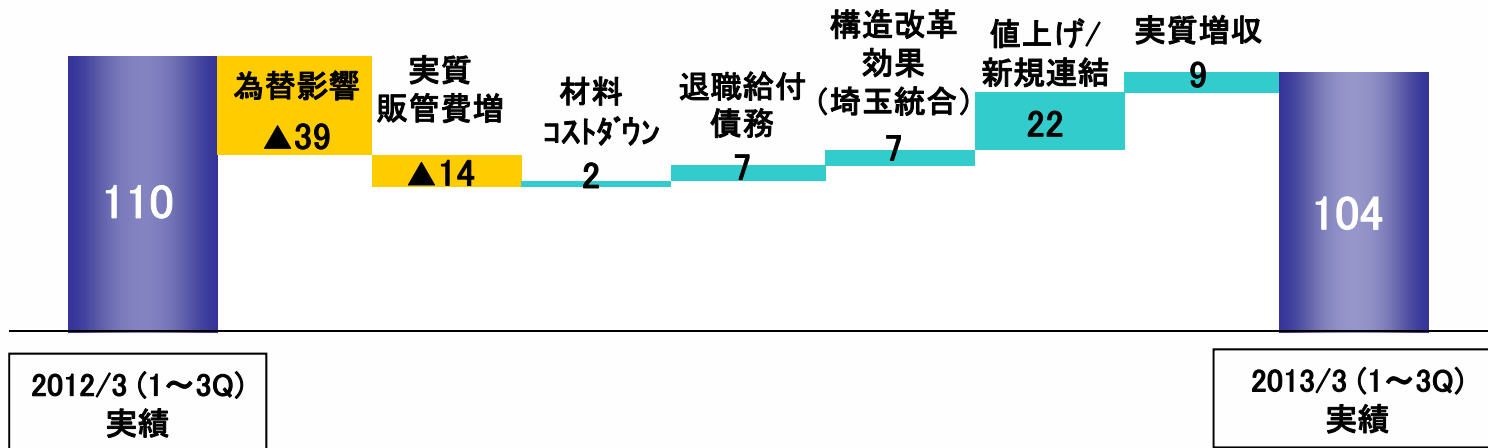 110
為替影響
▲39
実質
販管費増
▲14
材料
コストダウン
2
退職給付
債務
7
構造改革
効果
(埼玉統合)
7
値上げ/
新規連結
22
実質増収
9
104
2012/3 (1～3Q)
実績
2013/3 (1～3Q)
実績